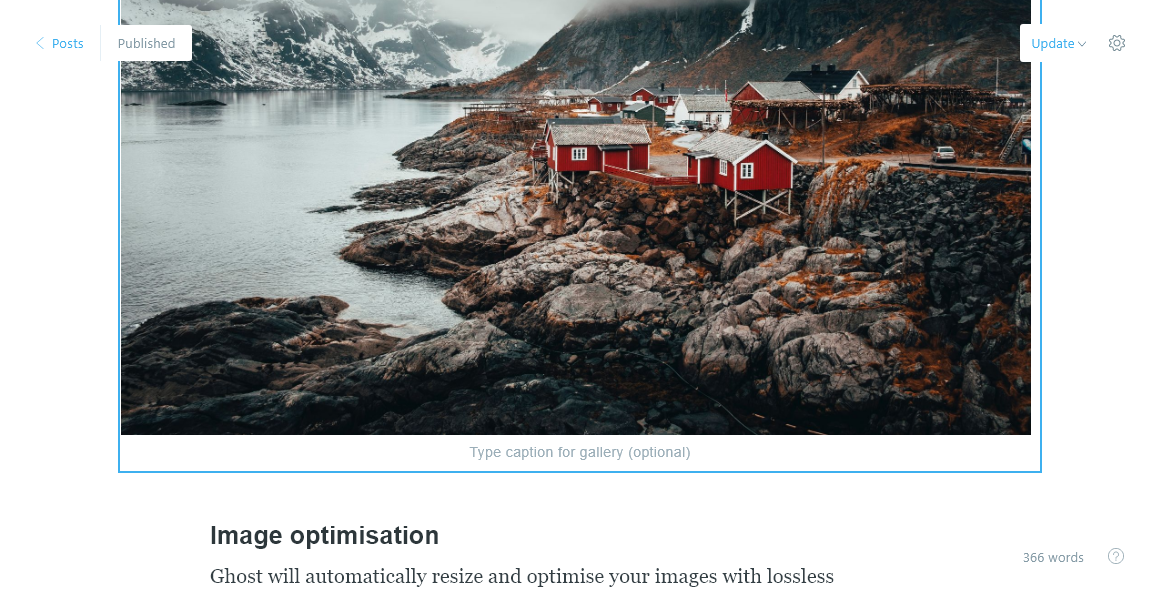 Posts
Published
Update
Type caption for gallery (optional)
Image optimisation
366 words
?
Ghost will automatically resize and optimise your images with lossless